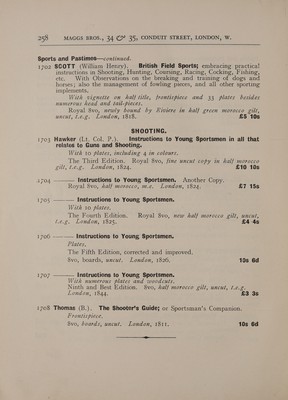 258 MAGGS BROS., 34 & 35, CONDUIT STREET, LONDON, W.
Sports and Pastimes—continued.
1702 SCOTT (William Henry). British Field Sports; embracing practical
instructions in Shooting, Hunting, Coursing, Racing, Cocking, Fishing,
etc. With Observations on the breaking and training of dogs and
horses; also the management of fowling pieces, and all other sporting
implements.
With vignette on half title, frontispiece and 33 plates besides
numerous head and tail-pieces.
Royal 8vo, newly bound by Riviere in half green morocco gilt,
uncut, t.e.g. London, 1818. £5 10s
SHOOTING.
1703 Hawker (Lt. Col. P.). Instructions to Young Sportsmen in all that
relates to Guns and Shooting.
With 10 plates, including 4 in colours.
The Third Edition. Royal 8vo, fine uncut copy in half morocco
gilt, t.e.g. London, 1824. £10 10s
1704 ——— Instructions to Young Sportsmen. Another Copy.
Royal 8vo, half morocco, m.e. London, 1824. £7 15s
1705 ——— Instructions to Young Sportsmen.
With 10 plates.
The Fourth Edition. Royal 8vo, new half morocco gilt, uncut,
t.e.g. London, 1825. £4 4s
1706 ——— Instructions to Young Sportsmen.
Plates.
The Fifth Edition, corrected and improved.
8vo, boards, uncut. London, 1826. 10s 6d
1707 ——— Instructions to Young Sportsmen.
With numerous plates and woodcuts.
Ninth and Best Edition. 8vo, half morocco gilt, uncut, t.e.g.
London, 1844. £3 3s
1708 Thomas (B.). The Shooter's Guide; or Sportsman's Companion.
Frontispiece.
8vo, boards, uncut. London, 1811. 10s 6d